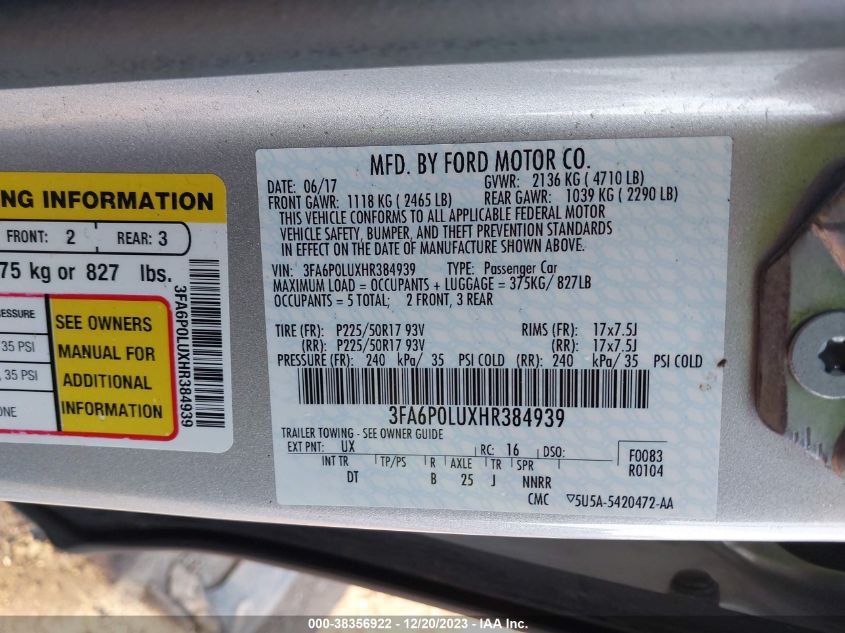 NG INFORMATION
FRONT: 2 REAR: 3
75 kg or 827 lbs.
ESSURE
35 PSI
, 35 PSI
ONE
SEE OWNERS
MANUAL FOR
ADDITIONAL
INFORMATION
3FA6P0LUXHR384939
MFD. BY FORD MOTOR CO.
DATE: 06/17 GVWR: 2136 KG ( 4710 LB)
FRONT GAWR: 1118 KG ( 2465 LB) REAR GAWR: 1039 KG ( 2290 LB)
THIS VEHICLE CONFORMS TO ALL APPLICABLE FEDERAL MOTOR
VEHICLE SAFETY, BUMPER, AND THEFT PREVENTION STANDARDS
IN EFFECT ON THE DATE OF MANUFACTURE SHOWN ABOVE.
VIN: 3FA6P0LUXHR384939 TYPE: Passenger Car
MAXIMUM LOAD = OCCUPANTS + LUGGAGE = 375KG/ 827LB
OCCUPANTS = 5 TOTAL; 2 FRONT, 3 REAR
TIRE (FR): P225/50R17 93V RIMS (FR): 17x7.5J
(RR): P225/50R17 93V (RR): 17x7.5J
PRESSURE (FR): 240 kPa/ 35 PSI COLD (RR): 240 kPa/ 35 PSI COLD
3FA6P0LUXHR384939
TRAILER TOWING - SEE OWNER GUIDE
EXT PNT: UX RC: 16 DSO: F0083
INT TR TP/PS R AXLE TR SPR R0104
DT B 25 J NNRR
CMC ▽5U5A-5420472-AA
000-38356922 - 12/20/2023 - IAA Inc.